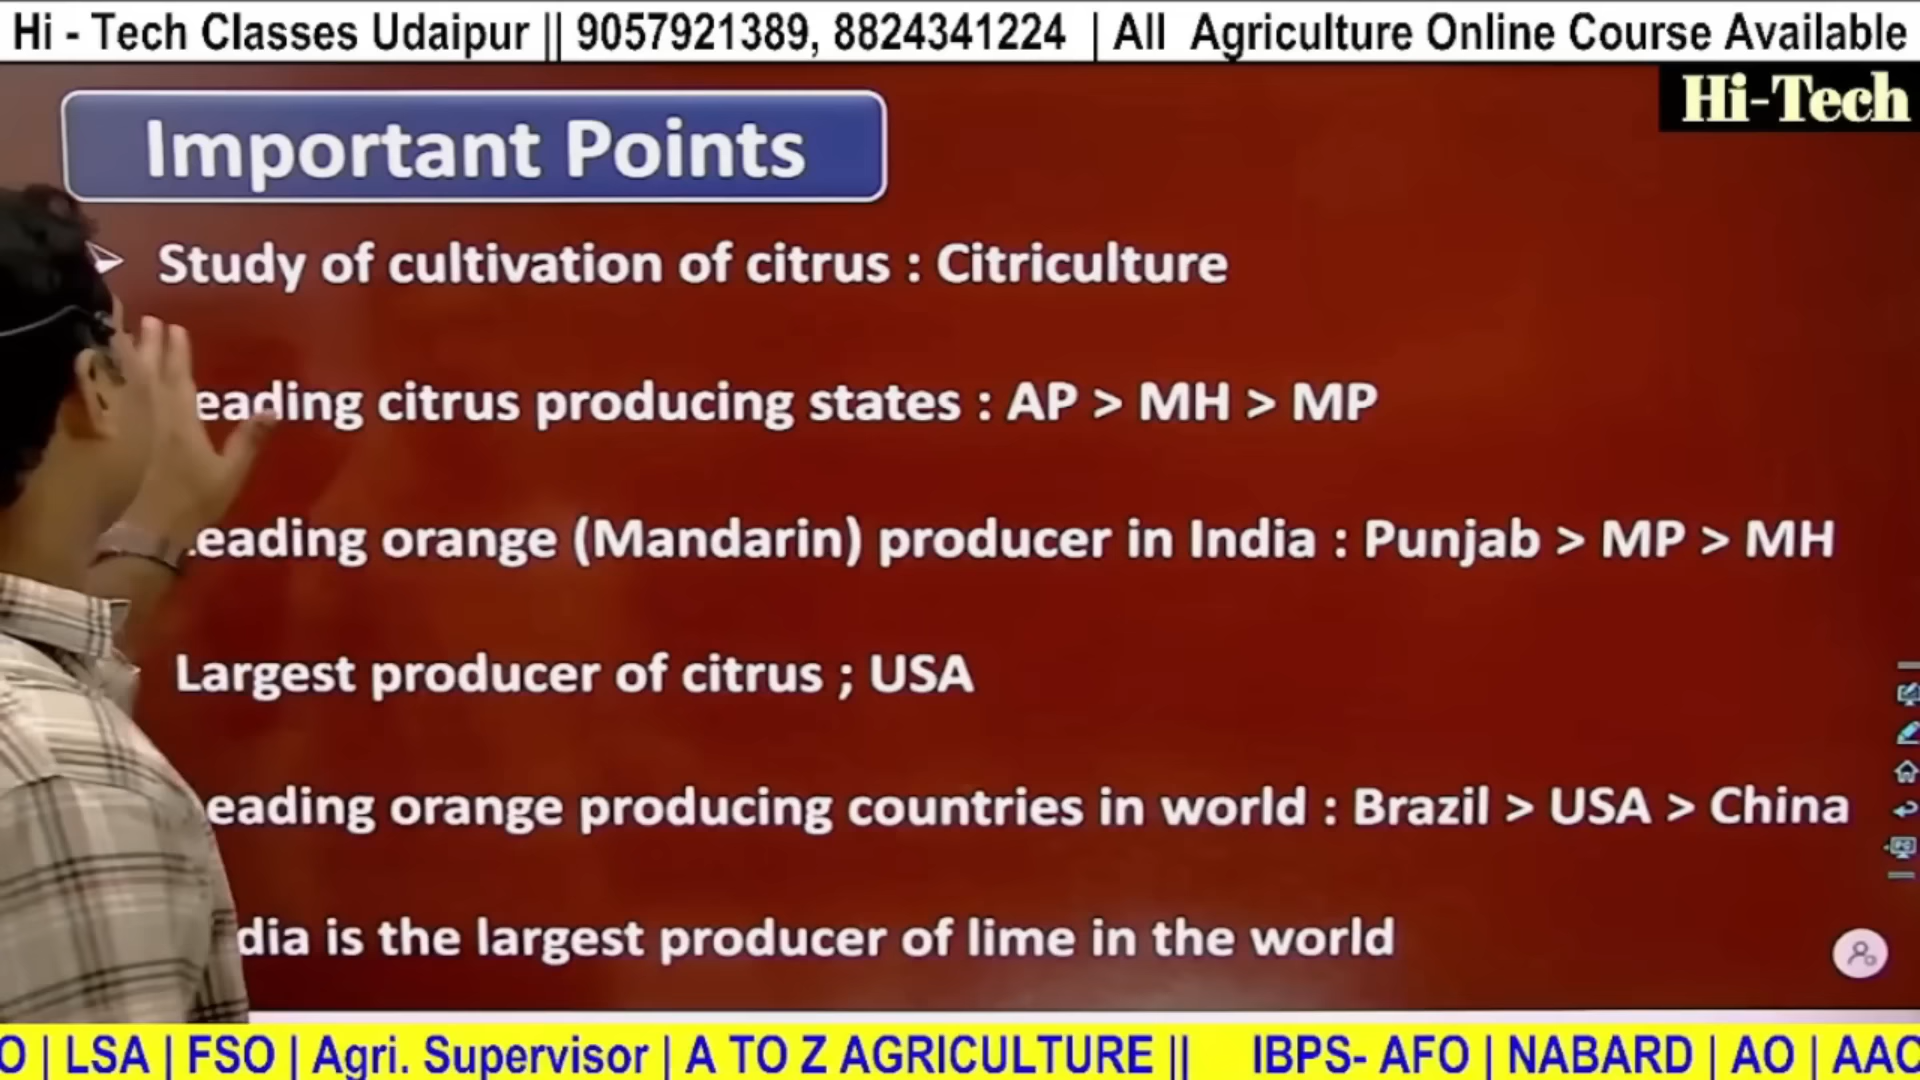 Hi - Tech Classes Udaipur || 9057921389, 8824341224 | All Agriculture Online Course Available
Hi-Tech
Important Points
Study of cultivation of citrus : Citriculture
eading citrus producing states : AP > MH > MP
eading orange (Mandarin) producer in India : Punjab > MP > MH
Largest producer of citrus ; USA
eading orange producing countries in world : Brazil > USA > China
dia is the largest producer of lime in the world
O | LSA | FSO | Agri. Supervisor | A TO Z AGRICULTURE || IBPS- AFO | NABARD | AO | AAO